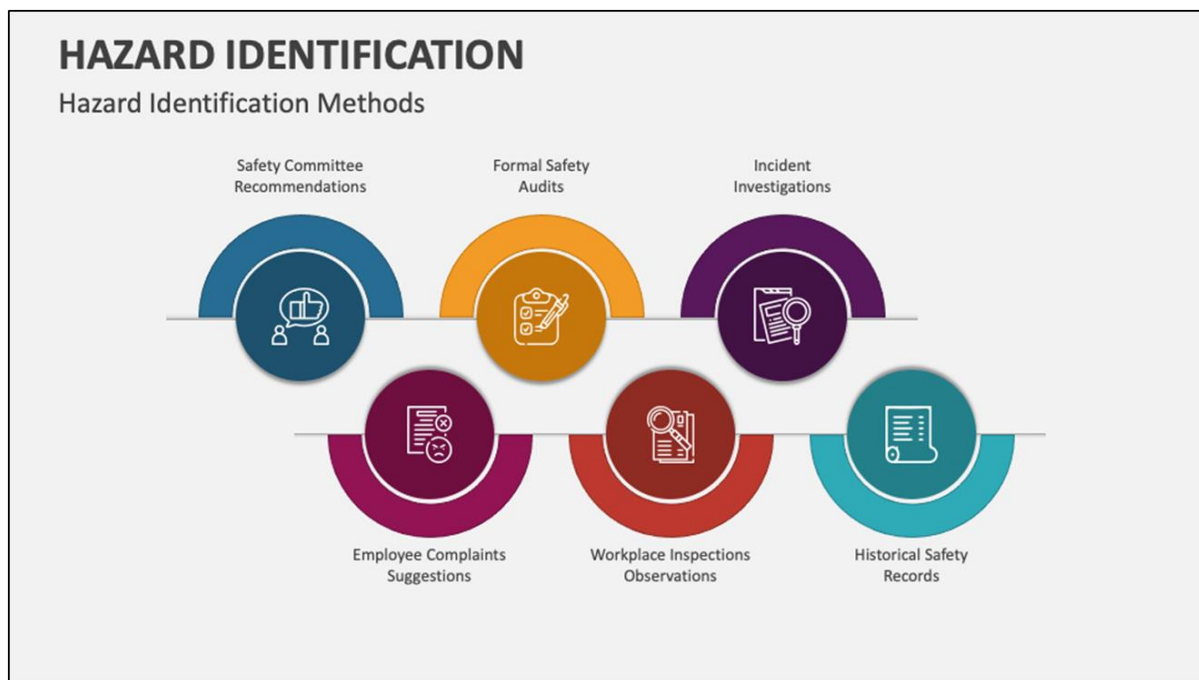 HAZARD IDENTIFICATION
Hazard Identification Methods
Safety Committee
Recommendations
Formal Safety
Audits
Incident
Investigations
Employee Complaints
Suggestions
Workplace Inspections
Observations
Historical Safety
Records